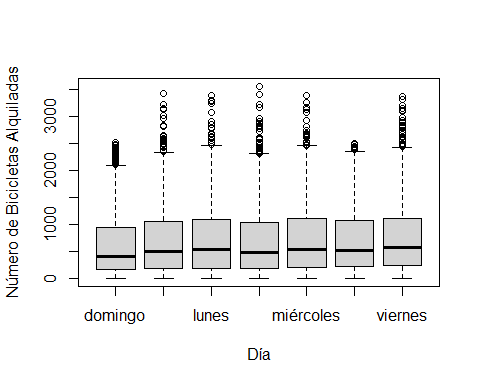 Número de Bicicletas Alquiladas
3000
2000
1000
0
domingo lunes miércoles viernes
Día